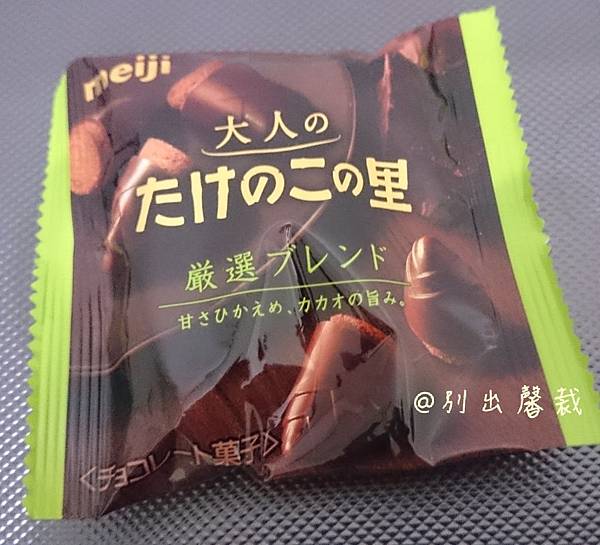 meiji
大人の
たけのこの里
厳選ブレンド
甘さひかえめ、カカオの旨み。
@別出馨裁
<チョコレート菓子>